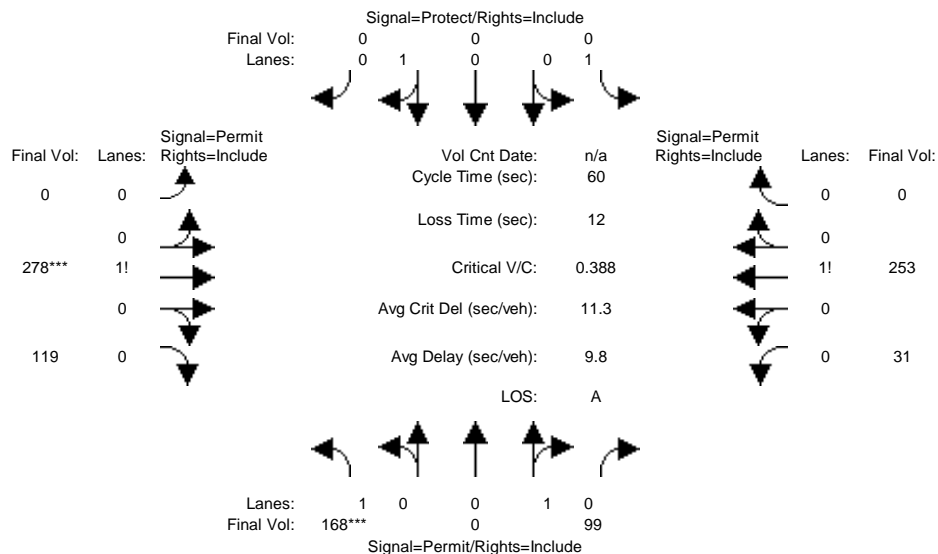 Signal=Protect/Rights=Include
Final Vol: 0 0 0
Lanes: 0 1 0 0 1
Signal=Permit Signal=Permit
Final Vol: Lanes: Rights=Include Vol Cnt Date: n/a Rights=Include Lanes: Final Vol:
Cycle Time (sec): 60
0 0 0 0
Loss Time (sec): 12
0 0
278*** 1! Critical V/C: 0.388 1! 253
0 Avg Crit Del (sec/veh): 11.3 0
119 0 Avg Delay (sec/veh): 9.8 0 31
LOS: A
Lanes: 1 0 0 1 0
Final Vol: 168*** 0 99
Signal=Permit/Rights=Include